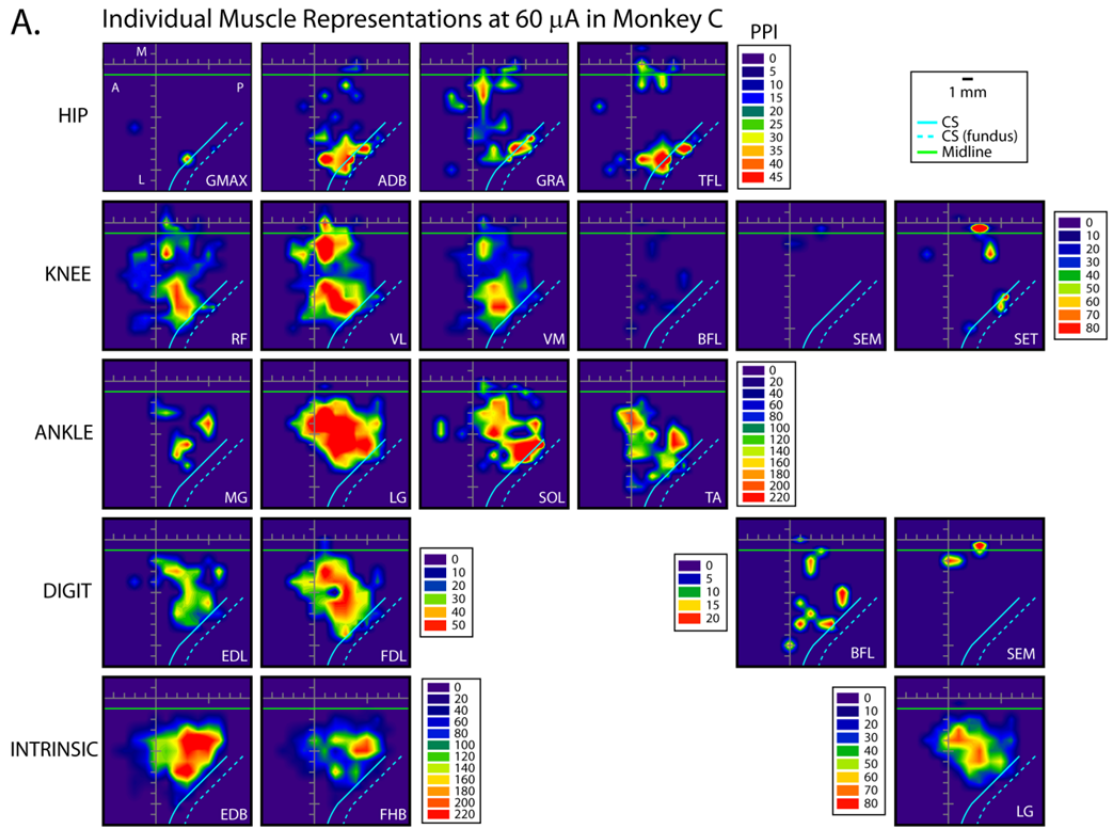 A. Individual Muscle Representations at 60 μA in Monkey C
PPI
HIP
M
A P
L
GMAX
ADB
GRA
TFL
0
5
10
15
20
25
30
35
40
45
1 mm
CS
CS (fundus)
Midline
KNEE
RF
VL
VM
BFL
SEM
SET
0
10
20
30
40
50
60
70
80
ANKLE
MG
LG
SOL
TA
0
20
40
60
80
100
120
140
160
180
200
220
DIGIT
EDL
FDL
0
10
20
30
40
50
0
5
10
15
20
BFL
SEM
INTRINSIC
EDB
FHB
0
20
40
60
80
100
120
140
160
180
200
220
0
10
20
30
40
50
60
70
80
LG